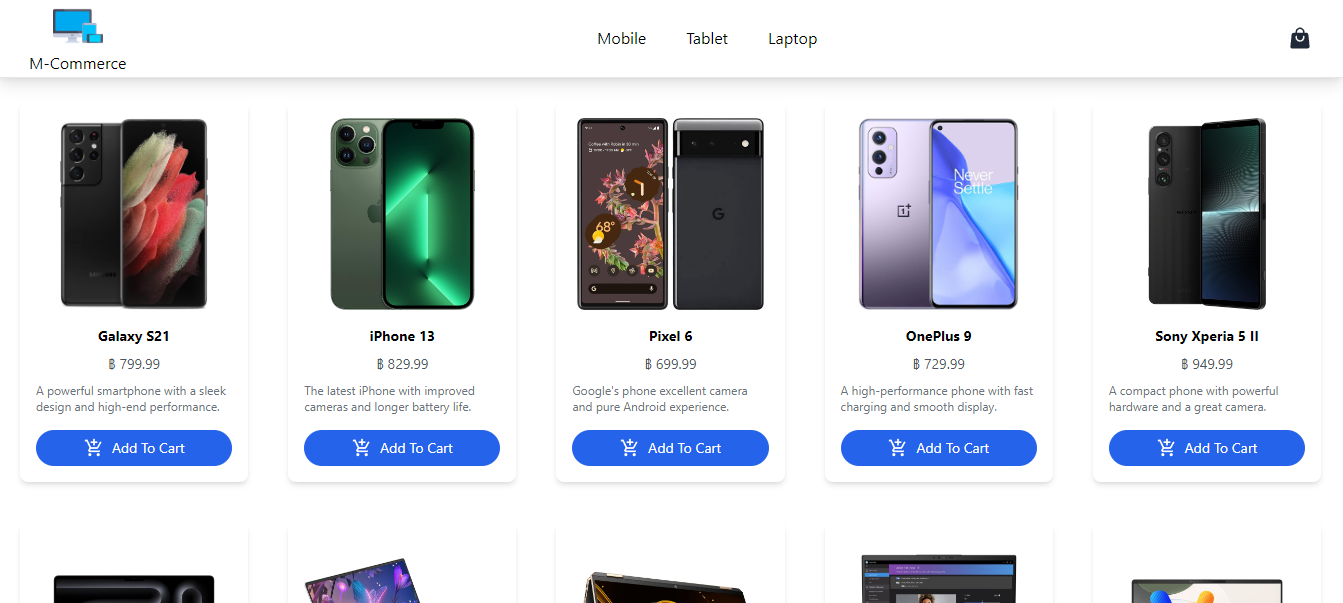 M-Commerce
Mobile
Tablet
Laptop
Never
Settle
68°
G
Galaxy S21
฿ 799.99
A powerful smartphone with a sleek
design and high-end performance.
Add To Cart
iPhone 13
฿ 829.99
The latest iPhone with improved
cameras and longer battery life.
Add To Cart
Pixel 6
฿ 699.99
Google's phone excellent camera
and pure Android experience.
Add To Cart
OnePlus 9
฿ 729.99
A high-performance phone with fast
charging and smooth display.
Add To Cart
Sony Xperia 5 II
฿ 949.99
A compact phone with powerful
hardware and a great camera.
Add To Cart